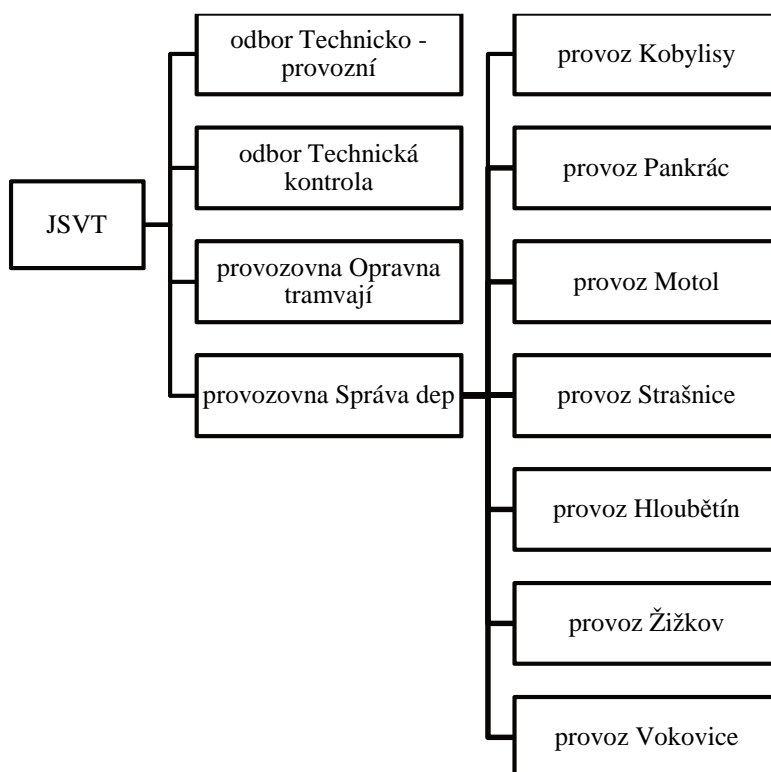 JSVT
odbor Technicko -
provozní
odbor Technická
kontrola
provozovna Opravna
tramvají
provozovna Správa dep
provoz Kobylisy
provoz Pankrác
provoz Motol
provoz Strašnice
provoz Hloubětín
provoz Žižkov
provoz Vokovice